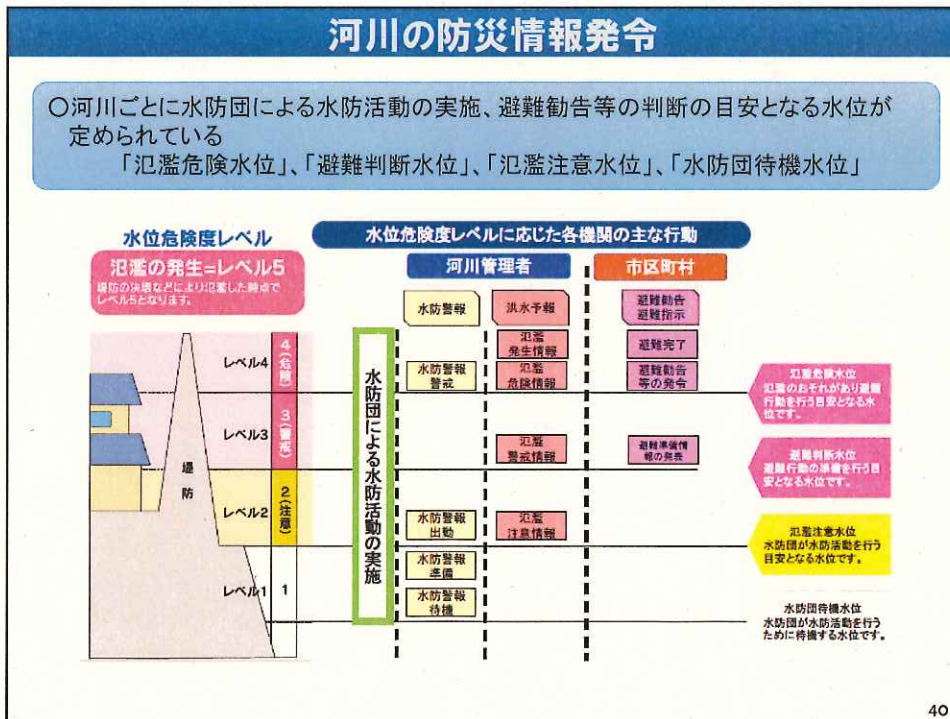 河川の防災情報発令
○河川ごとに水防団による水防活動の実施、避難勧告等の判断の目安となる水位が
定められている
「氾濫危険水位」、「避難判断水位」、「氾濫注意水位」、「水防団待機水位」
水位危険度レベル
氾濫の発生=レベル5
堤防の決壊などにより氾濫した時点で
レベル5となります。
水位危険度レベルに応じた各機関の主な行動
河川管理者
市区町村
水防警報
洪水予報
避難勧告
避難指示
氾濫
発生情報
避難完了
レベル4
4(危険)
水防警報
警戒
氾濫
危険情報
避難勧告
等の発令
氾濫危険水位
氾濫のおそれがあり避難
行動を行う目安となる水
位です。
レベル3
3(警戒)
氾濫
警戒情報
避難準備情
報の発表
避難判断水位
避難行動の準備を行う目
安となる水位です。
堤防
水防団による水防活動の実施
レベル2
2(注意)
水防警報
出動
氾濫
注意情報
氾濫注意水位
水防団が水防活動を行う
目安となる水位です。
水防警報
準備
レベル1
1
水防警報
待機
水防団待機水位
水防団が水防活動を行う
ために待機する水位です。
40